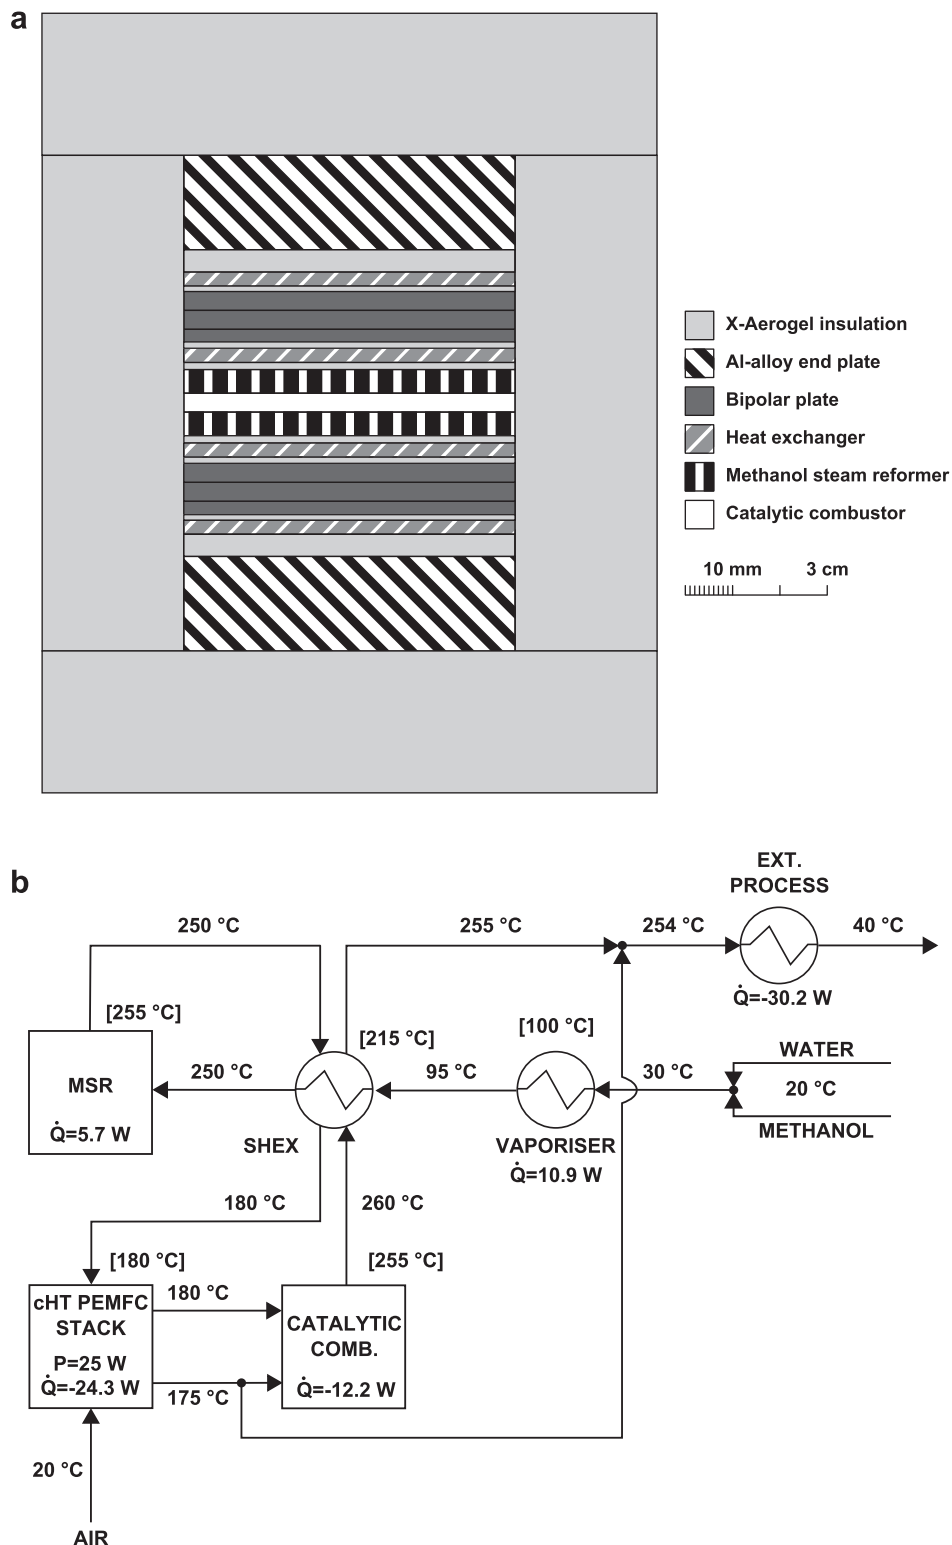 a
X-Aerogel insulation
Al-alloy end plate
Bipolar plate
Heat exchanger
Methanol steam reformer
Catalytic combustor
10 mm 3 cm
b
EXT.
PROCESS
250 °C
255 °C
254 °C
40 °C
Q̇=-30.2 W
[255 °C]
[215 °C]
[100 °C]
MSR
Q̇=5.7 W
250 °C
95 °C
30 °C
WATER
20 °C
METHANOL
SHEX
VAPORISER
Q̇=10.9 W
180 °C
260 °C
[180 °C]
[255 °C]
cHT PEMFC
STACK
P=25 W
Q̇=-24.3 W
180 °C
175 °C
CATALYTIC
COMB.
Q̇=-12.2 W
20 °C
AIR